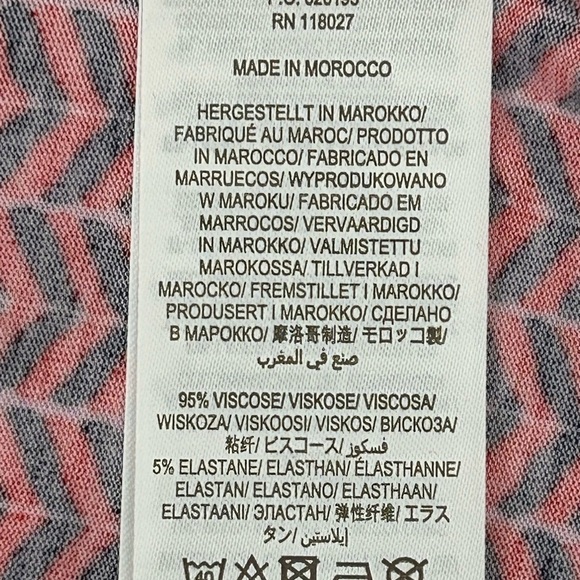 P.O. 020195
RN 118027
MADE IN MOROCCO
HERGESTELLT IN MAROKKO/
FABRIQUÉ AU MAROC/ PRODOTTO
IN MAROCCO/ FABRICADO EN
MARRUECOS/ WYPRODUKOWANO
W MAROKU/ FABRICADO EM
MARROCOS/ VERVAARDIGD
IN MAROKKO/ VALMISTETTU
MAROKOSSA/ TILLVERKAD I
MAROCKO/ FREMSTILLET I MAROKKO/
PRODUSERT I MAROKKO/ СДЕЛАНО
В МАРОККО/ 摩洛哥制造/ モロッコ製/
صنع في المغرب
95% VISCOSE/ VISKOSE/ VISCOSA/
WISKOZA/ VISKOOSI/ VISKOS/ ВИСКОЗА/
粘纤/ ビスコース/ فسكوز/
5% ELASTANE/ ELASTHAN/ ÉLASTHANNE/
ELASTAN/ ELASTANO/ ELASTHAAN/
ELASTAANI/ ЭЛАСТАН/ 弹性纤维/ エラス
タン/ إيلاستين/
40